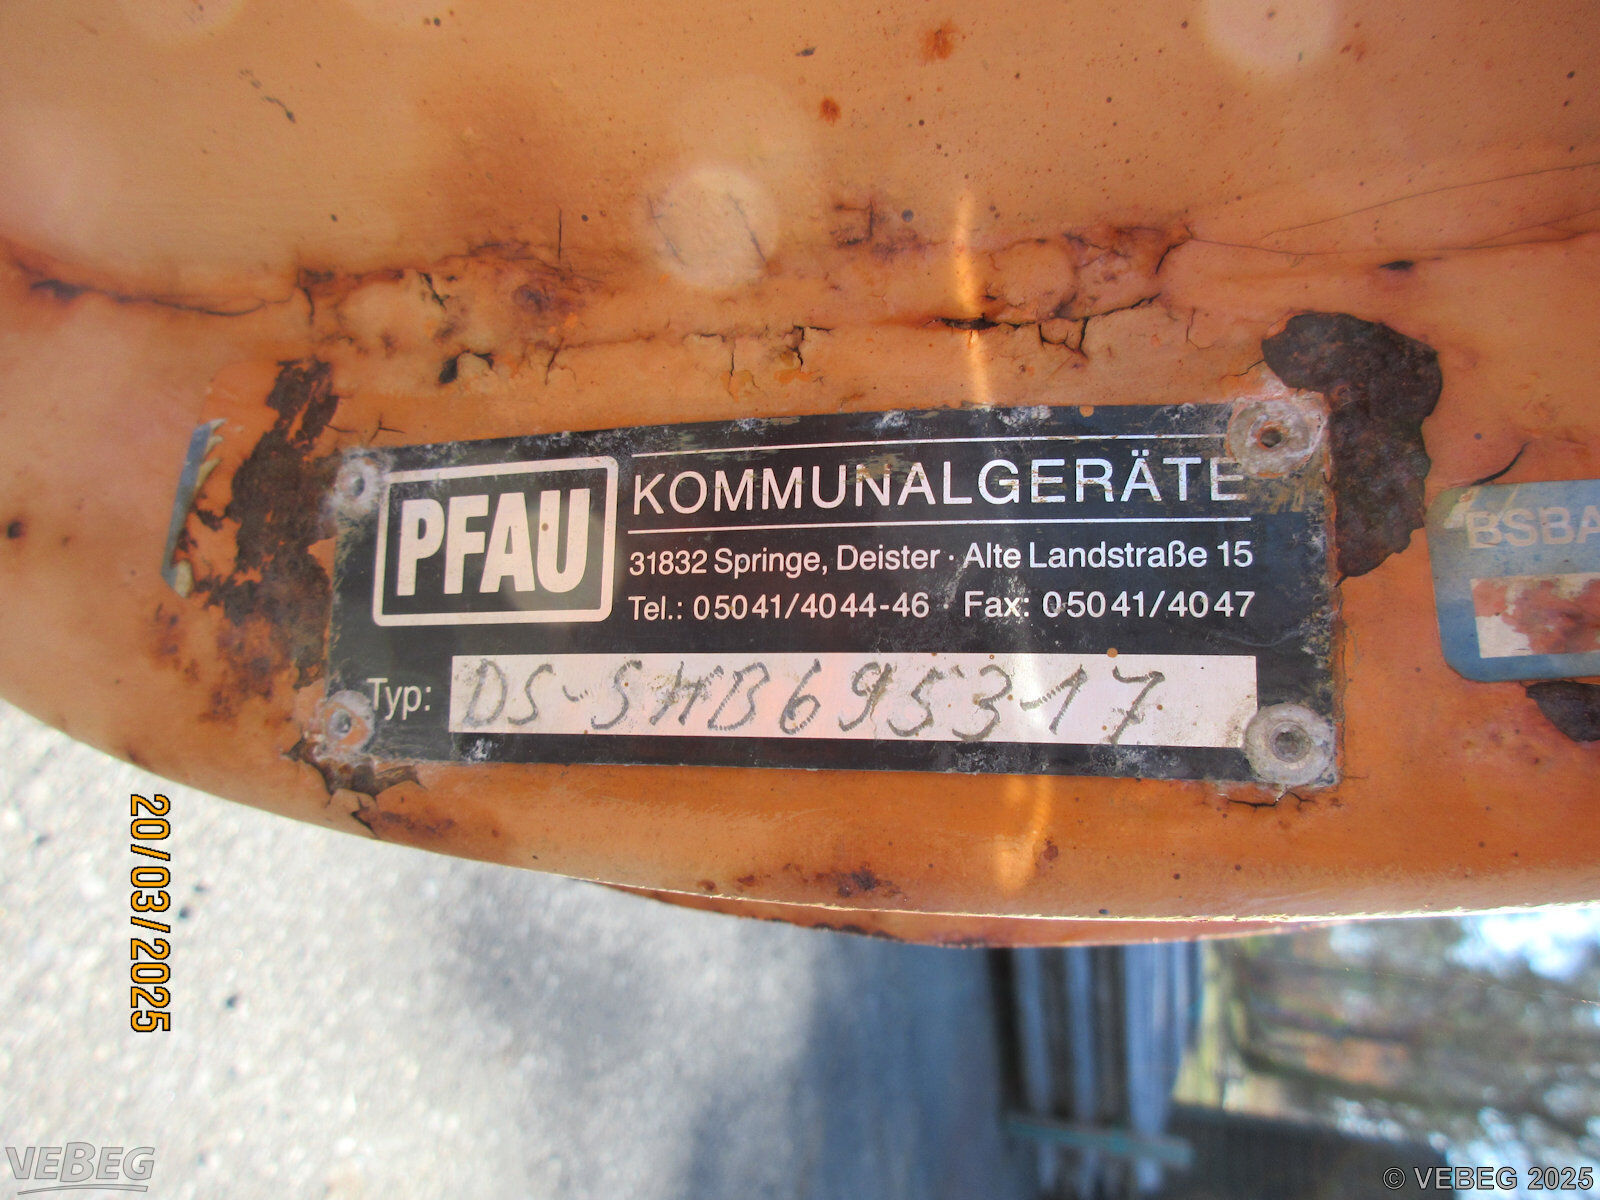 PFAU
KOMMUNALGERÄTE
31832 Springe, Deister · Alte Landstraße 15
Tel.: 05041/4044-46 · Fax: 05041/4047
Typ: DS-SHB695317
BSBA
20/03/2025
VEBEG
© VEBEG 2025